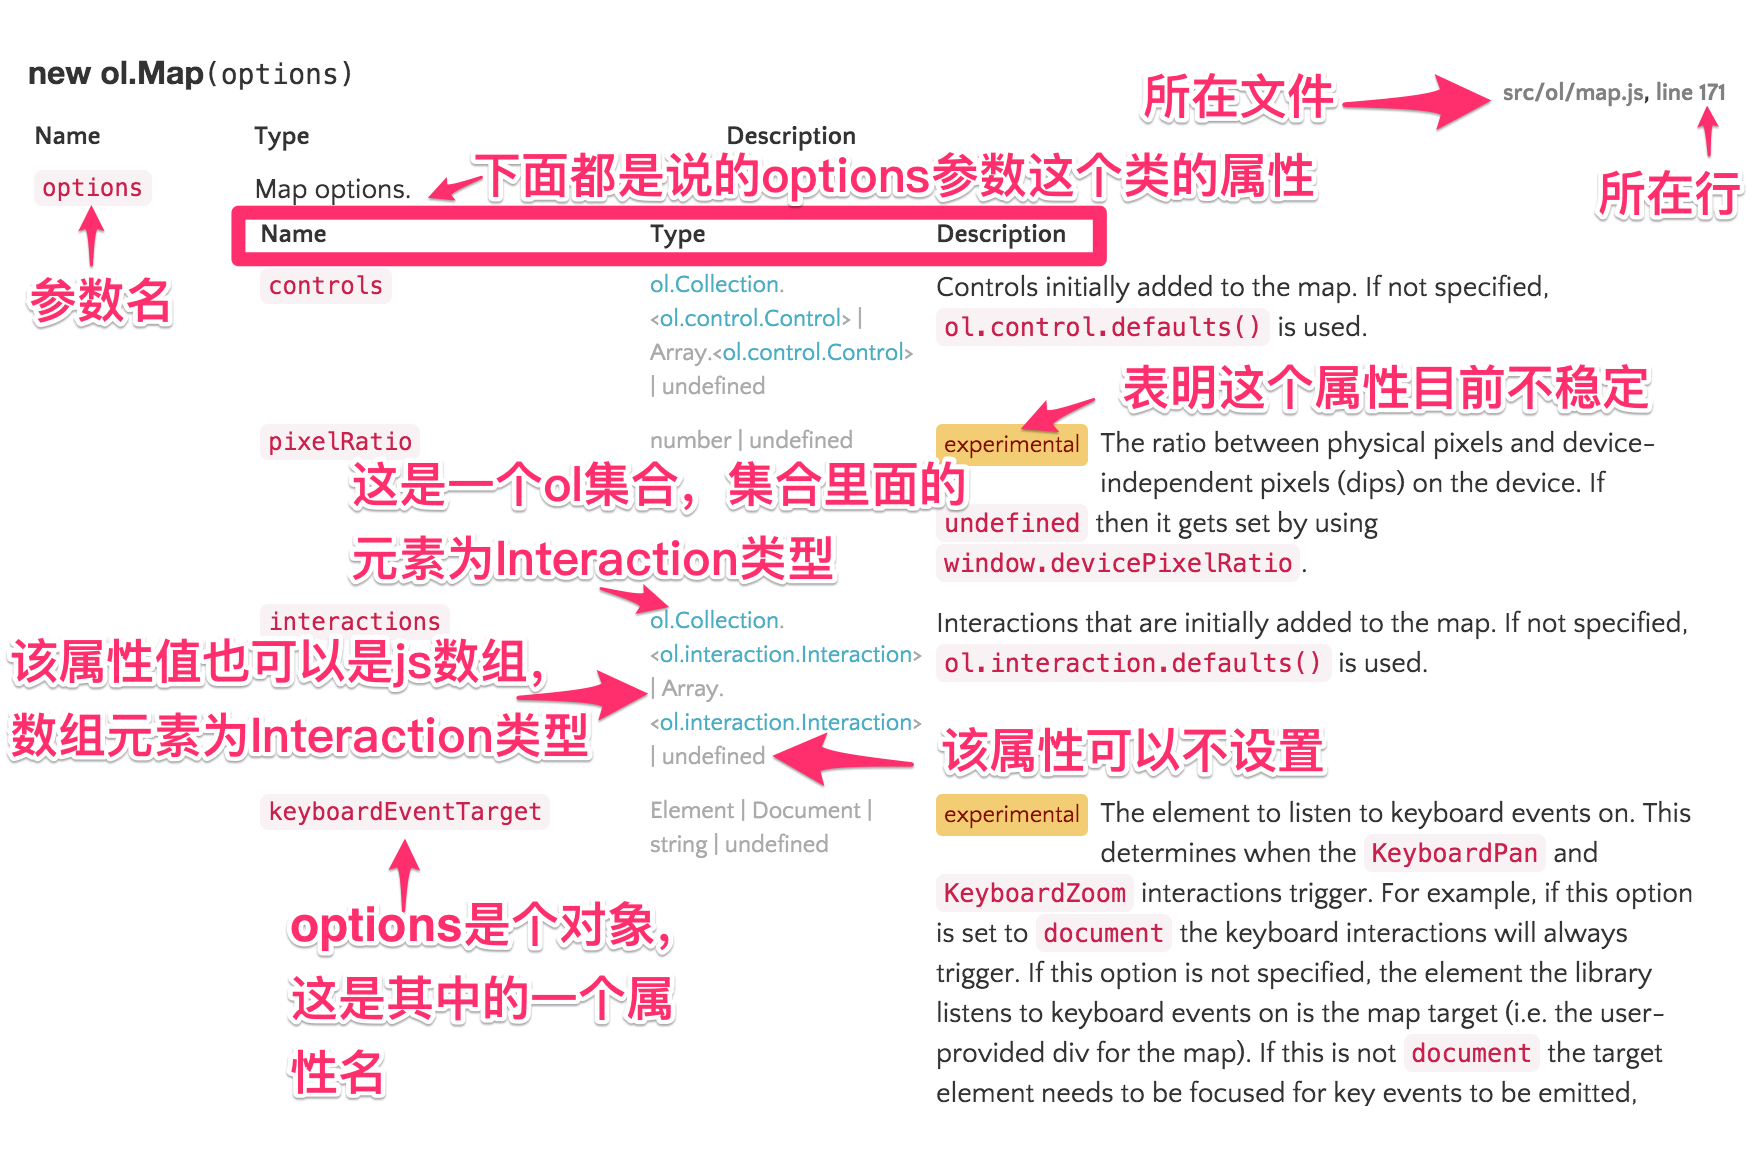 new ol.Map(options)
所在文件
src/ol/map.js, line 171
所在行
Name Type Description
下面都是说的options参数这个类的属性
options Map options.
参数名
Name Type Description
controls
ol.Collection.
<ol.control.Control> |
Array.<ol.control.Control>
| undefined
Controls initially added to the map. If not specified,
ol.control.defaults() is used.
表明这个属性目前不稳定
pixelRatio
number | undefined
experimental The ratio between physical pixels and device-
independent pixels (dips) on the device. If
undefined then it gets set by using
window.devicePixelRatio.
这是一个ol集合，集合里面的
元素为Interaction类型
interactions
ol.Collection.
<ol.interaction.Interaction>
| Array.
<ol.interaction.Interaction>
| undefined
Interactions that are initially added to the map. If not specified,
ol.interaction.defaults() is used.
该属性值也可以是js数组，
数组元素为Interaction类型
该属性可以不设置
keyboardEventTarget
Element | Document |
string | undefined
experimental The element to listen to keyboard events on. This
determines when the KeyboardPan and
KeyboardZoom interactions trigger. For example, if this option
is set to document the keyboard interactions will always
trigger. If this option is not specified, the element the library
listens to keyboard events on is the map target (i.e. the user-
provided div for the map). If this is not document the target
element needs to be focused for key events to be emitted,
options是个对象，
这是其中的一个属
性名